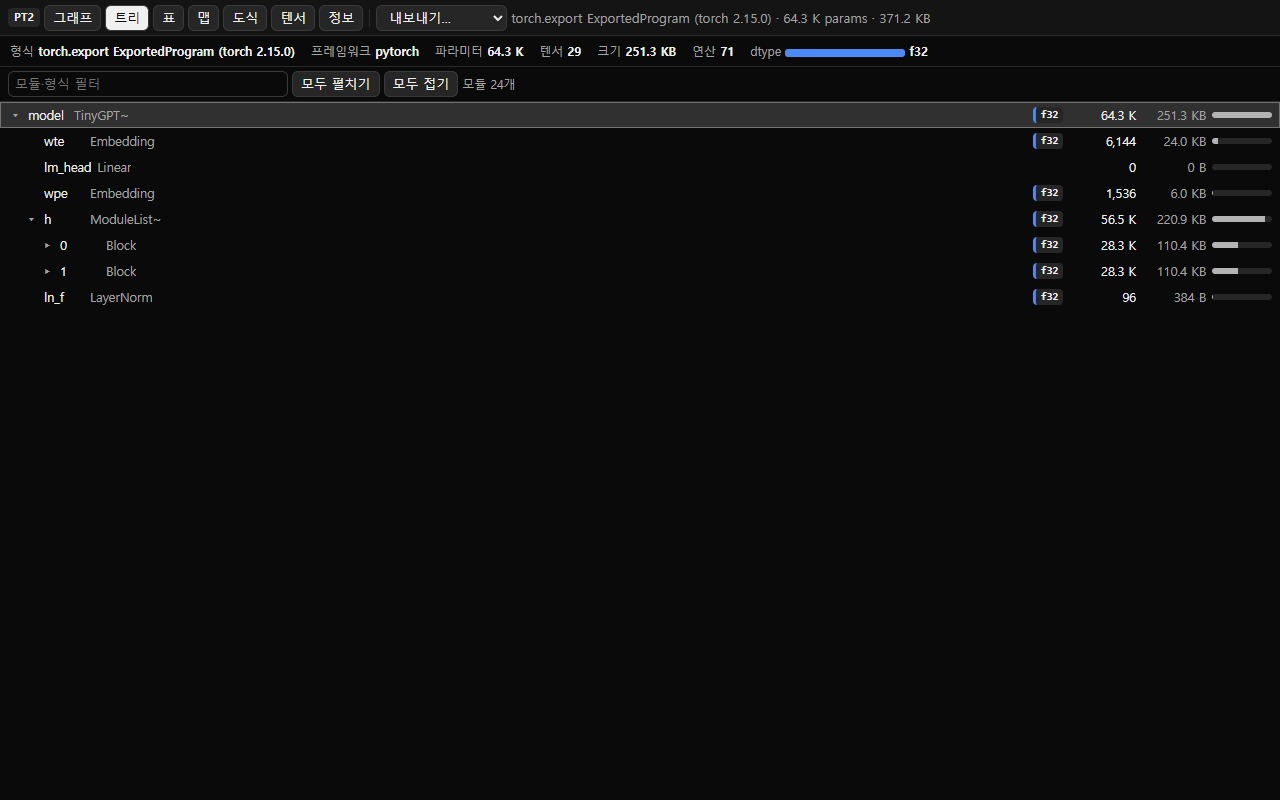 PT2 그래프 트리 표 맵 도식 텐서 정보 내보내기... torch.export ExportedProgram (torch 2.15.0) · 64.3 K params · 371.2 KB
형식 torch.export ExportedProgram (torch 2.15.0) 프레임워크 pytorch 파라미터 64.3 K 텐서 29 크기 251.3 KB 연산 71 dtype f32
모듈·형식 필터 모두 펼치기 모두 접기 모듈 24개
model TinyGPT~ f32 64.3 K 251.3 KB
wte Embedding f32 6,144 24.0 KB
lm_head Linear 0 0 B
wpe Embedding f32 1,536 6.0 KB
h ModuleList~ f32 56.5 K 220.9 KB
0 Block f32 28.3 K 110.4 KB
1 Block f32 28.3 K 110.4 KB
ln_f LayerNorm f32 96 384 B